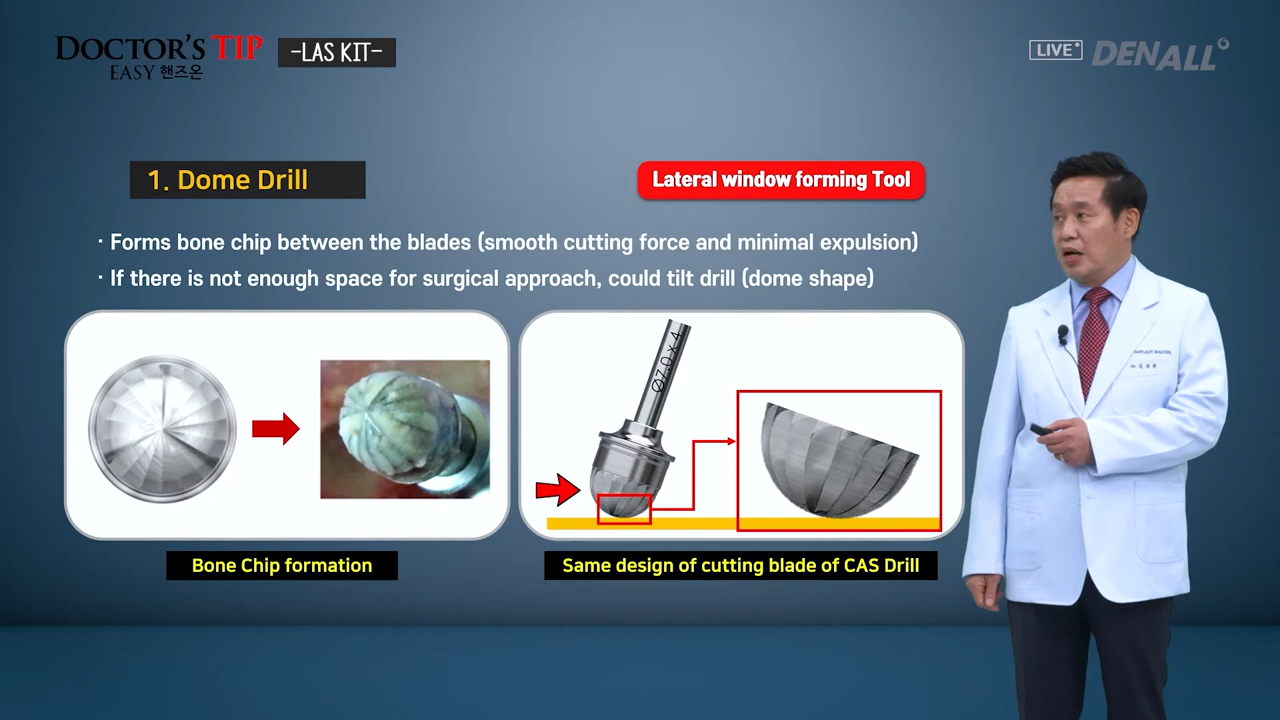 DOCTOR'S TIP
EASY 핸즈온
-LAS KIT-
LIVE
DENALL
1. Dome Drill
Lateral window forming Tool
· Forms bone chip between the blades (smooth cutting force and minimal expulsion)
· If there is not enough space for surgical approach, could tilt drill (dome shape)
Ø7.0 x 4
IMPLANT MASTER
Bone Chip formation
Same design of cutting blade of CAS Drill